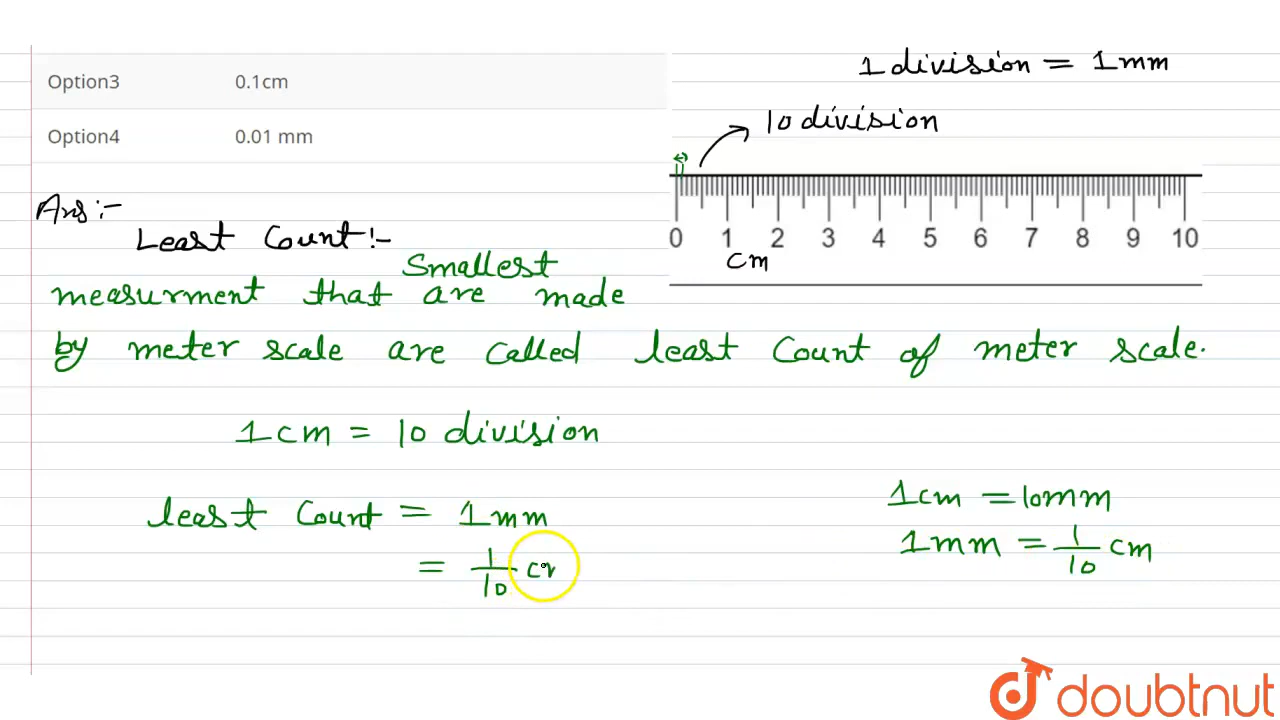 Option3 0.1cm
Option4 0.01 mm
1 division = 1mm
10 division
0 1 2 3 4 5 6 7 8 9 10
cm
Ans:-
Least Count:-
Smallest
measurment that are made
by meter scale are called least Count of meter scale.
1cm = 10 division
least Count = 1mm
= 1/10 cr
1cm = 10mm
1mm = 1/10 cm
doubtnut